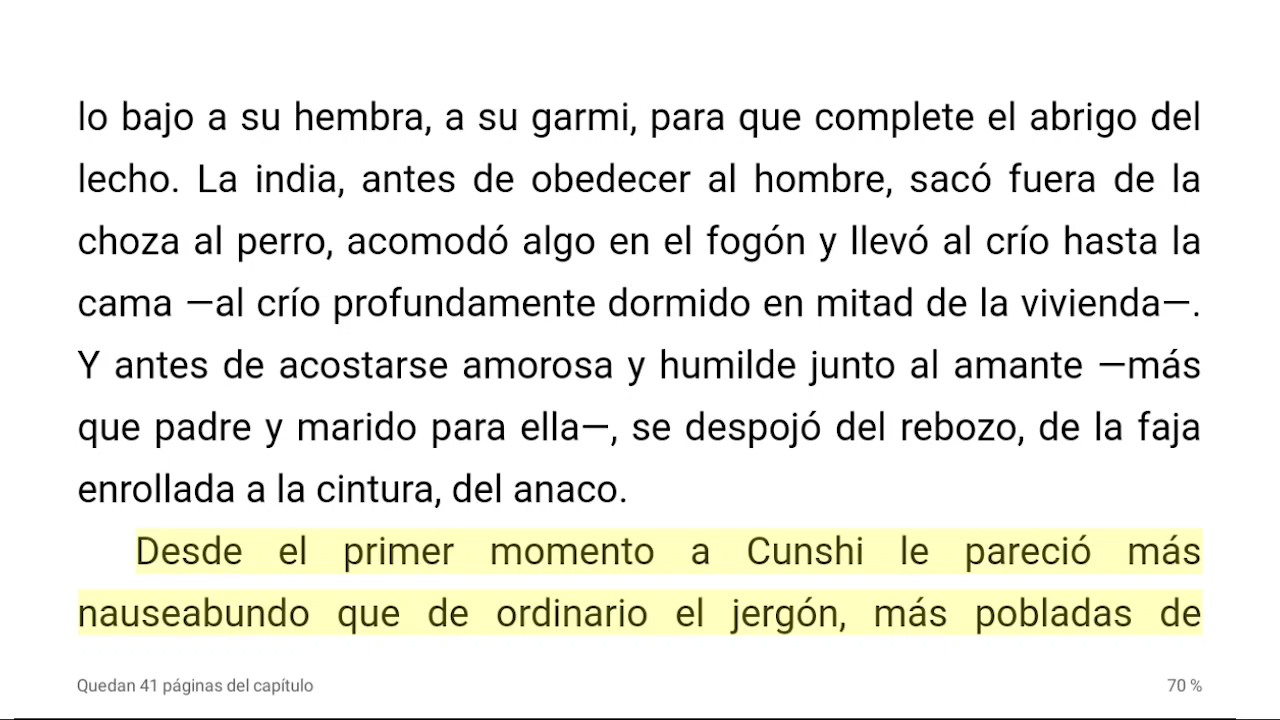 lo bajo a su hembra, a su garmi, para que complete el abrigo del
lecho. La india, antes de obedecer al hombre, sacó fuera de la
choza al perro, acomodó algo en el fogón y llevó al crío hasta la
cama —al crío profundamente dormido en mitad de la vivienda—.
Y antes de acostarse amorosa y humilde junto al amante —más
que padre y marido para ella—, se despojó del rebozo, de la faja
enrollada a la cintura, del anaco.
Desde el primer momento a Cunshi le pareció más
nauseabundo que de ordinario el jergón, más pobladas de
Quedan 41 páginas del capítulo
70 %